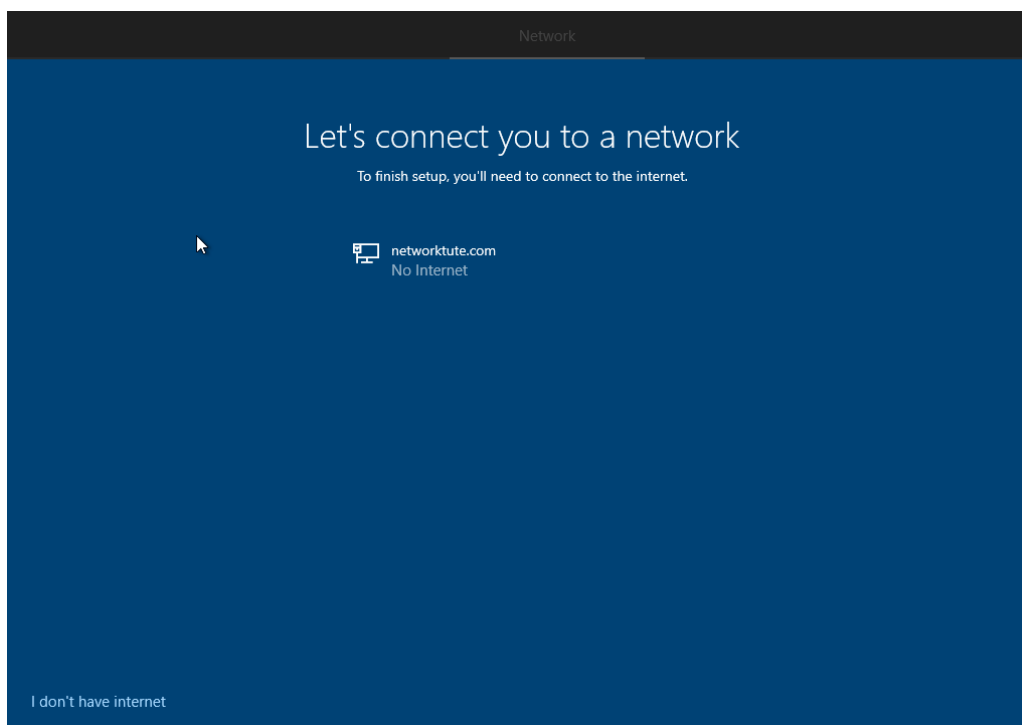 Network
Let's connect you to a network
To finish setup, you'll need to connect to the internet.
networktute.com
No Internet
I don't have internet